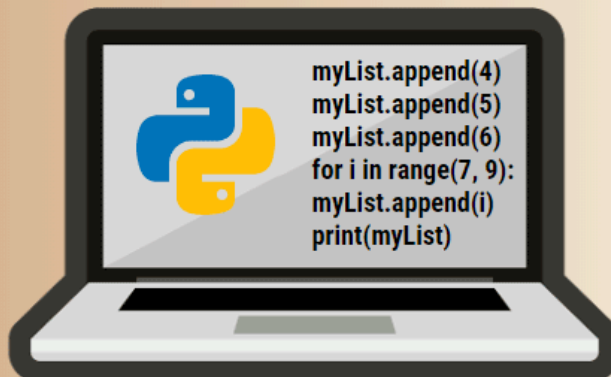 myList.append(4)
myList.append(5)
myList.append(6)
for i in range(7, 9):
myList.append(i)
print(myList)